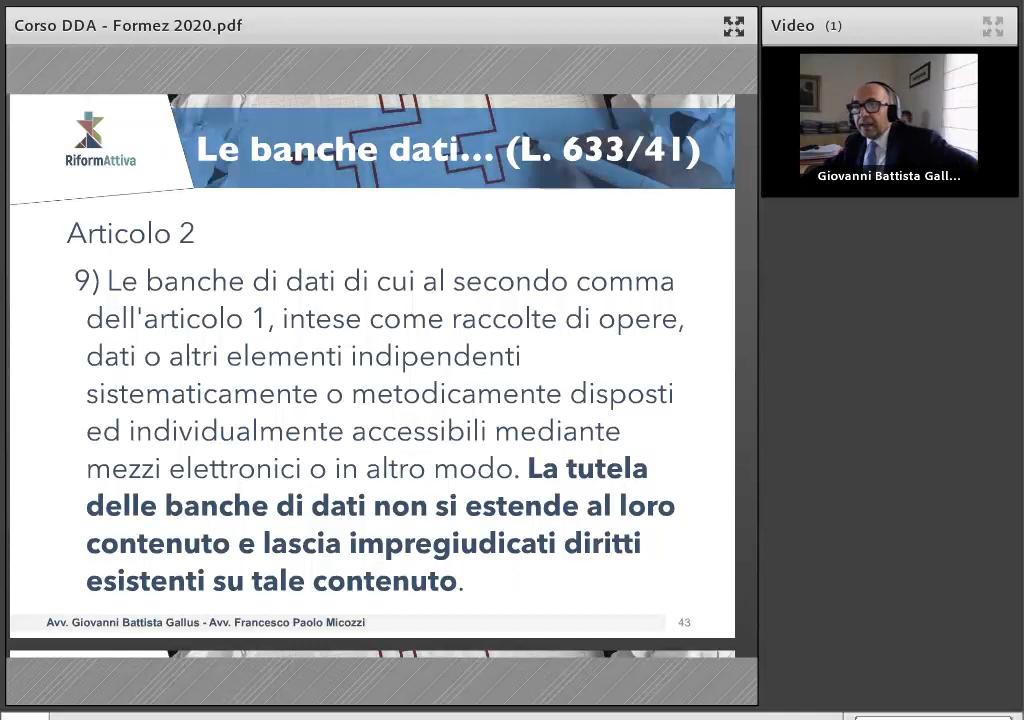 Corso DDA - Formez 2020.pdf
Video (1)
RiformAttiva
Le banche dati... (L. 633/41)
Giovanni Battista Gall...
Articolo 2
9) Le banche di dati di cui al secondo comma
dell'articolo 1, intese come raccolte di opere,
dati o altri elementi indipendenti
sistematicamente o metodicamente disposti
ed individualmente accessibili mediante
mezzi elettronici o in altro modo. La tutela
delle banche di dati non si estende al loro
contenuto e lascia impregiudicati diritti
esistenti su tale contenuto.
Avv. Giovanni Battista Gallus - Avv. Francesco Paolo Micozzi
43